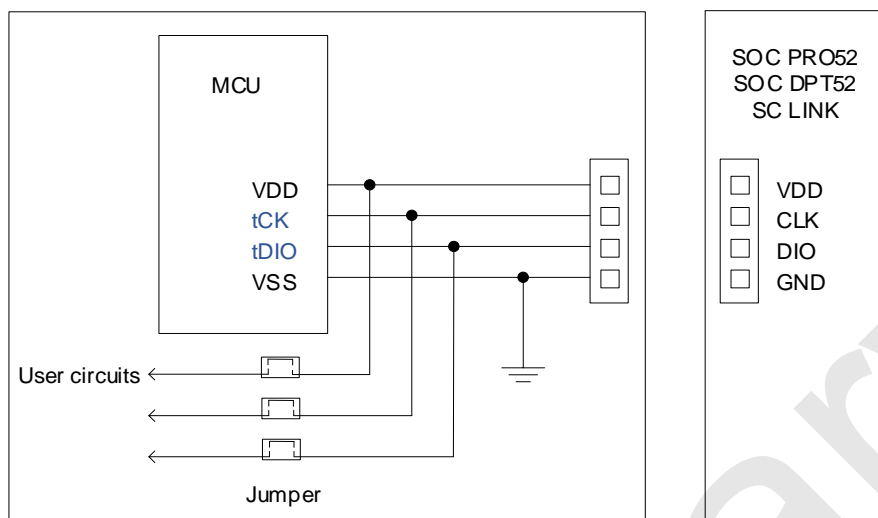 MCU
VDD
tCK
tDIO
VSS
User circuits
Jumper
SOC PRO52
SOC DPT52
SC LINK
VDD
CLK
DIO
GND